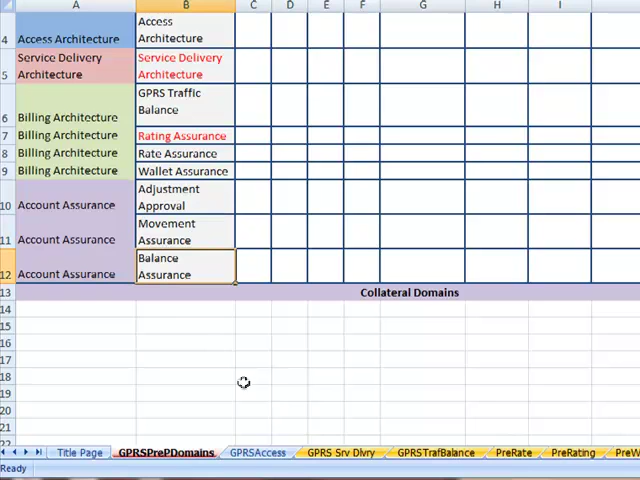 A B C D E F G H I
4 Access Architecture Access
Architecture
5 Service Delivery
Architecture Service Delivery
Architecture
6 Billing Architecture GPRS Traffic
Balance
7 Billing Architecture Rating Assurance
8 Billing Architecture Rate Assurance
9 Billing Architecture Wallet Assurance
10 Account Assurance Adjustment
Approval
11 Account Assurance Movement
Assurance
12 Account Assurance Balance
Assurance
13 Collateral Domains
14
15
16
17
18
19
20
21
22
Title Page GPRSPrePDomains GPRSAccess GPRS Srv Dlvry GPRSTrafBalance PreRate PreRating PreW
Ready